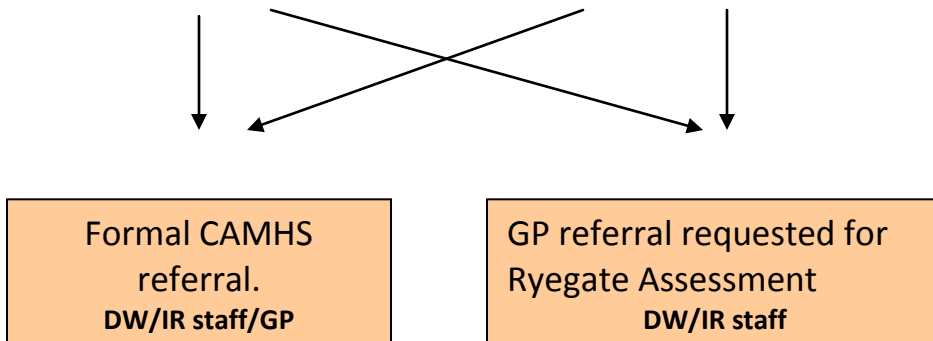 Formal CAMHS
referral.
DW/IR staff/GP
GP referral requested for
Ryegate Assessment
DW/IR staff